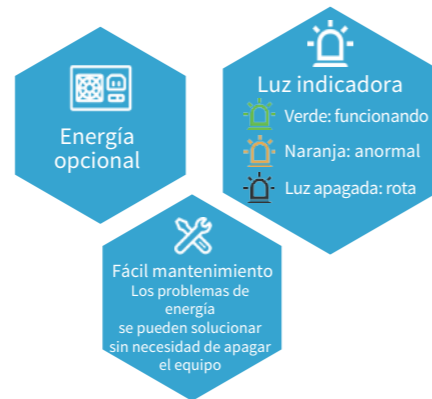 Energía
opcional
Luz indicadora
Verde: funcionando
Naranja: anormal
Luz apagada: rota
Fácil mantenimiento
Los problemas de
energía
se pueden solucionar
sin necesidad de apagar
el equipo